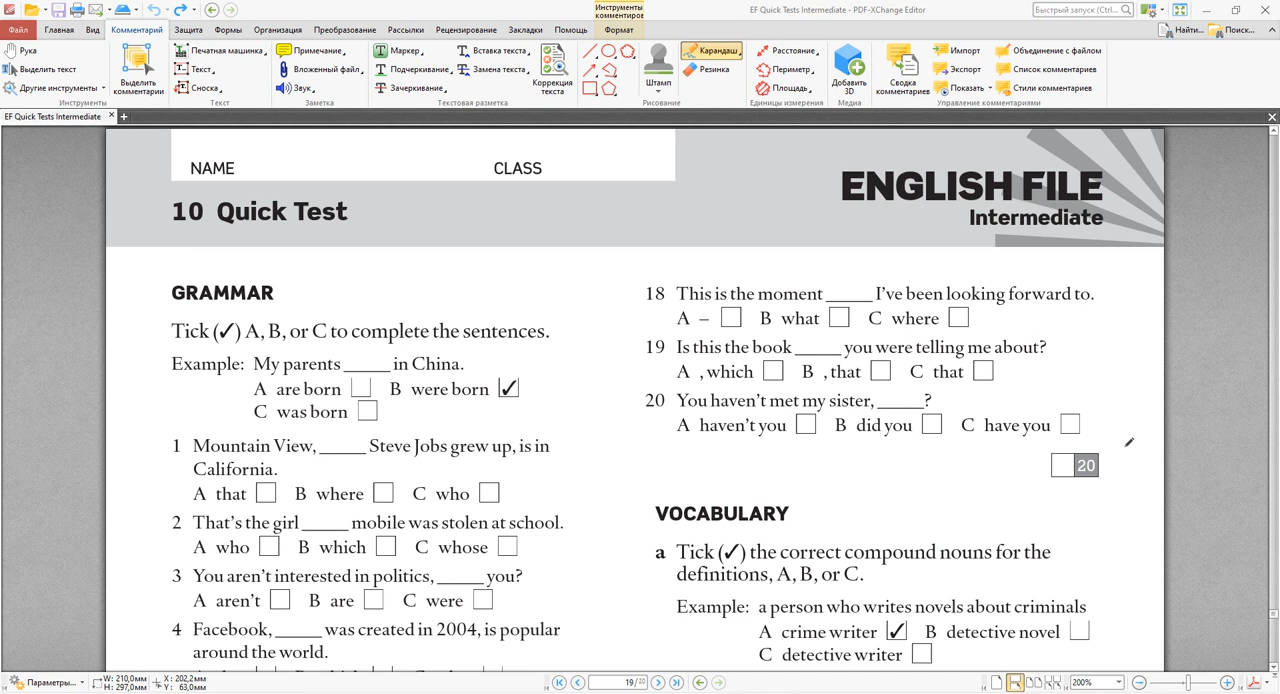 Инструменты
комментиров
EF Quick Tests Intermediate - PDF-XChange Editor
Быстрый запуск (Ctrl...
Файл Главная Вид Комментарий Защита Формы Организация Преобразование Рассылки Рецензирование Закладки Помощь Формат Найти... Поиск...
Рука
Выделить текст
Другие инструменты
Инструменты
Выделить
комментарии
Печатная машинка
Текст
Сноска
Текст
Примечание
Вложенный файл
Звук
Заметка
Маркер
Подчеркивание
Зачеркивание
Вставка текста
Замена текста
Текстовая разметка
Коррекция
текста
Рисование
Штамп
Карандаш
Резинка
Расстояние
Периметр
Площадь
Единицы измерения
Добавить
3D
Медиа
Сводка
комментариев
Импорт
Экспорт
Показать
Объединение с файлом
Список комментариев
Стили комментариев
Управление комментариями
EF Quick Tests Intermediate
NAME CLASS
10 Quick Test
ENGLISH FILE
Intermediate
GRAMMAR
Tick (✓) A, B, or C to complete the sentences.
Example: My parents _____ in China.
A are born B were born ✓
C was born
1 Mountain View, _____ Steve Jobs grew up, is in
California.
A that B where C who
2 That's the girl _____ mobile was stolen at school.
A who B which C whose
3 You aren't interested in politics, _____ you?
A aren't B are C were
4 Facebook, _____ was created in 2004, is popular
around the world.
18 This is the moment _____ I've been looking forward to.
A – B what C where
19 Is this the book _____ you were telling me about?
A , which B , that C that
20 You haven't met my sister, _____?
A haven't you B did you C have you
20
VOCABULARY
a Tick (✓) the correct compound nouns for the
definitions, A, B, or C.
Example: a person who writes novels about criminals
A crime writer ✓ B detective novel
C detective writer
Параметры...
W: 210,0мм
H: 297,0мм
X: 202,2мм
Y: 63,0мм
19/20
200%